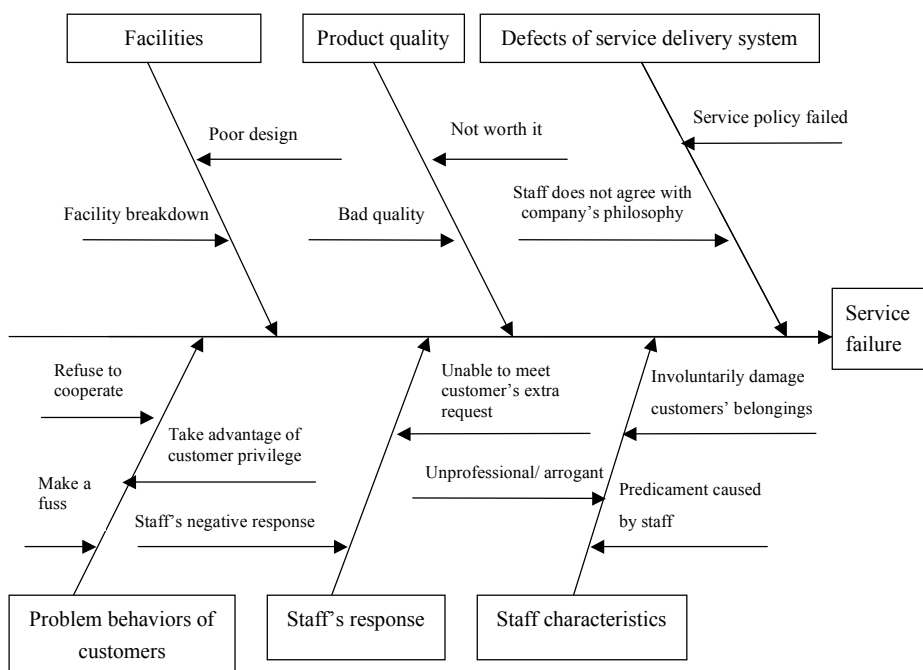 Facilities
Product quality
Defects of service delivery system
Poor design
Not worth it
Service policy failed
Facility breakdown
Bad quality
Staff does not agree with
company’s philosophy
Service
failure
Refuse to
cooperate
Take advantage of
customer privilege
Make a
fuss
Staff’s negative response
Unable to meet
customer’s extra
request
Unprofessional/ arrogant
Involuntarily damage
customers’ belongings
Predicament caused
by staff
Problem behaviors of
customers
Staff’s response
Staff characteristics